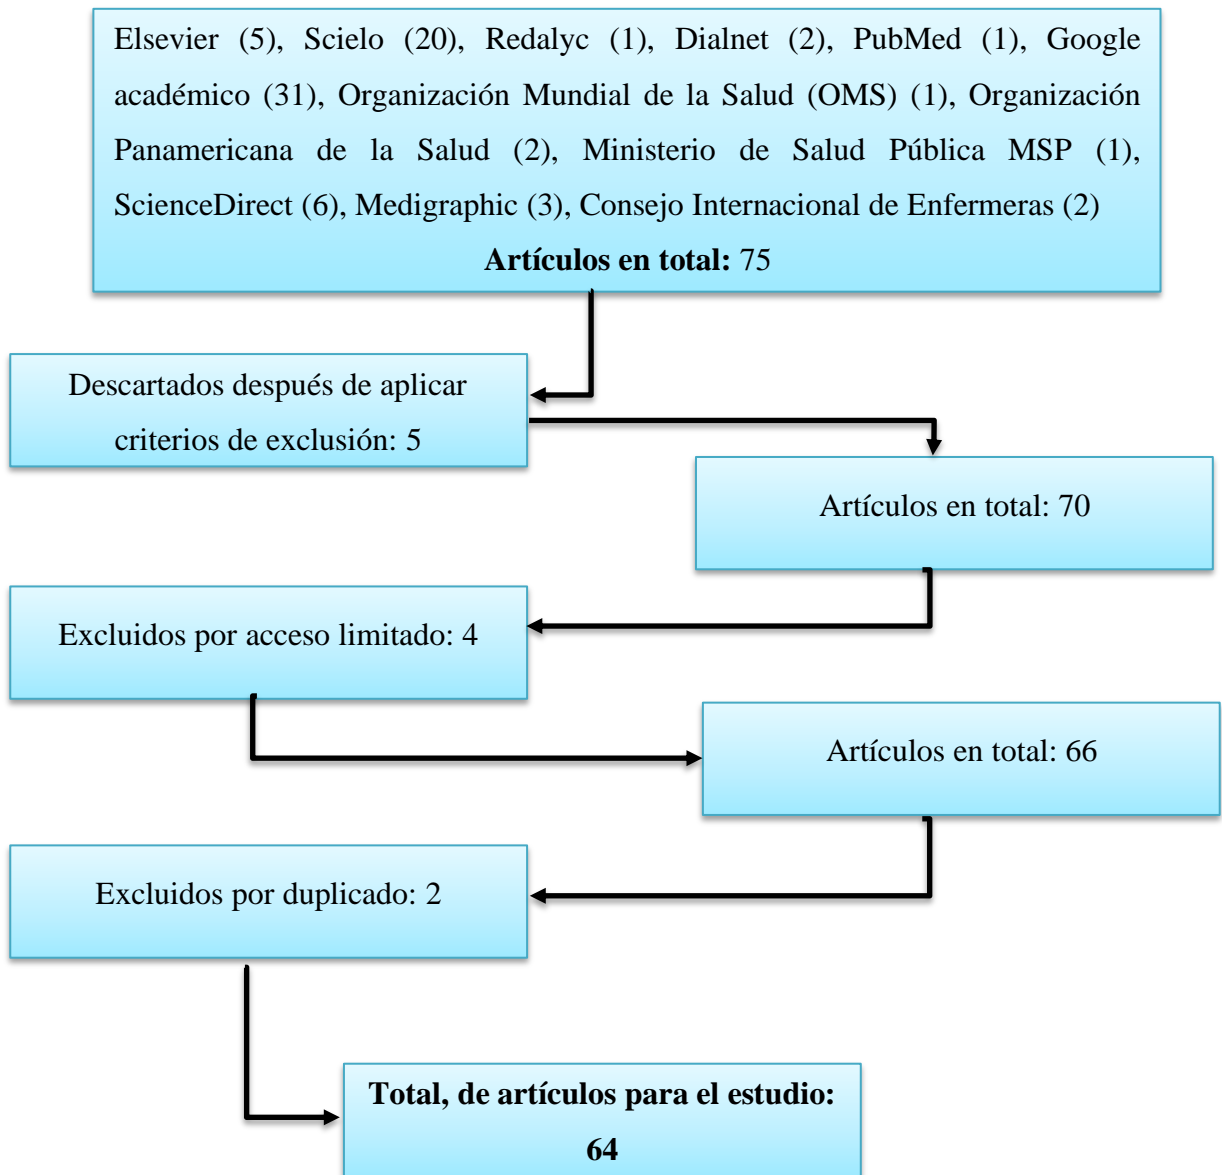 Elsevier (5), Scielo (20), Redalyc (1), Dialnet (2), PubMed (1), Google
académico (31), Organización Mundial de la Salud (OMS) (1), Organización
Panamericana de la Salud (2), Ministerio de Salud Pública MSP (1),
ScienceDirect (6), Medigraphic (3), Consejo Internacional de Enfermeras (2)
Artículos en total: 75
Descartados después de aplicar
criterios de exclusión: 5
Artículos en total: 70
Excluidos por acceso limitado: 4
Artículos en total: 66
Excluidos por duplicado: 2
Total, de artículos para el estudio:
64